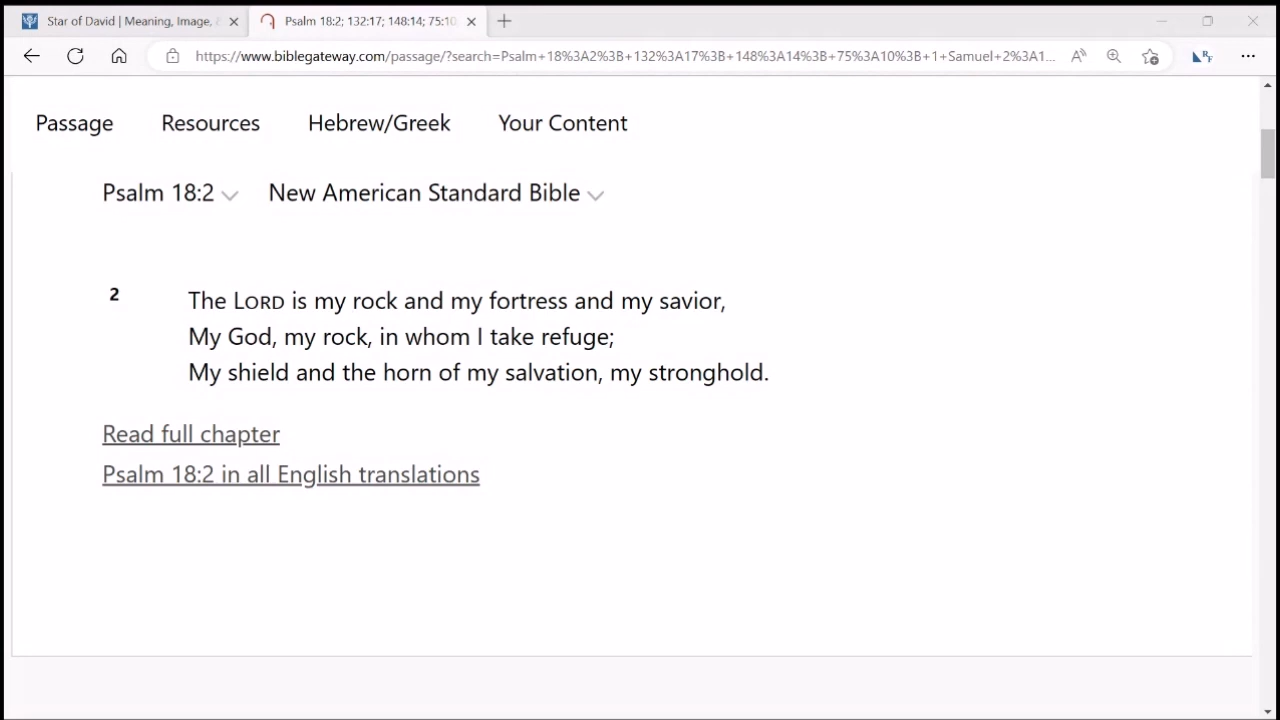 Star of David | Meaning, Image,
Psalm 18:2; 132:17; 148:14; 75:10
https://www.biblegateway.com/passage/?search=Psalm+18%3A2%3B+132%3A17%3B+148%3A14%3B+75%3A10%3B+1+Samuel+2%3A1...
Passage Resources Hebrew/Greek Your Content
Psalm 18:2 New American Standard Bible
2 The LORD is my rock and my fortress and my savior,
My God, my rock, in whom I take refuge;
My shield and the horn of my salvation, my stronghold.
Read full chapter
Psalm 18:2 in all English translations